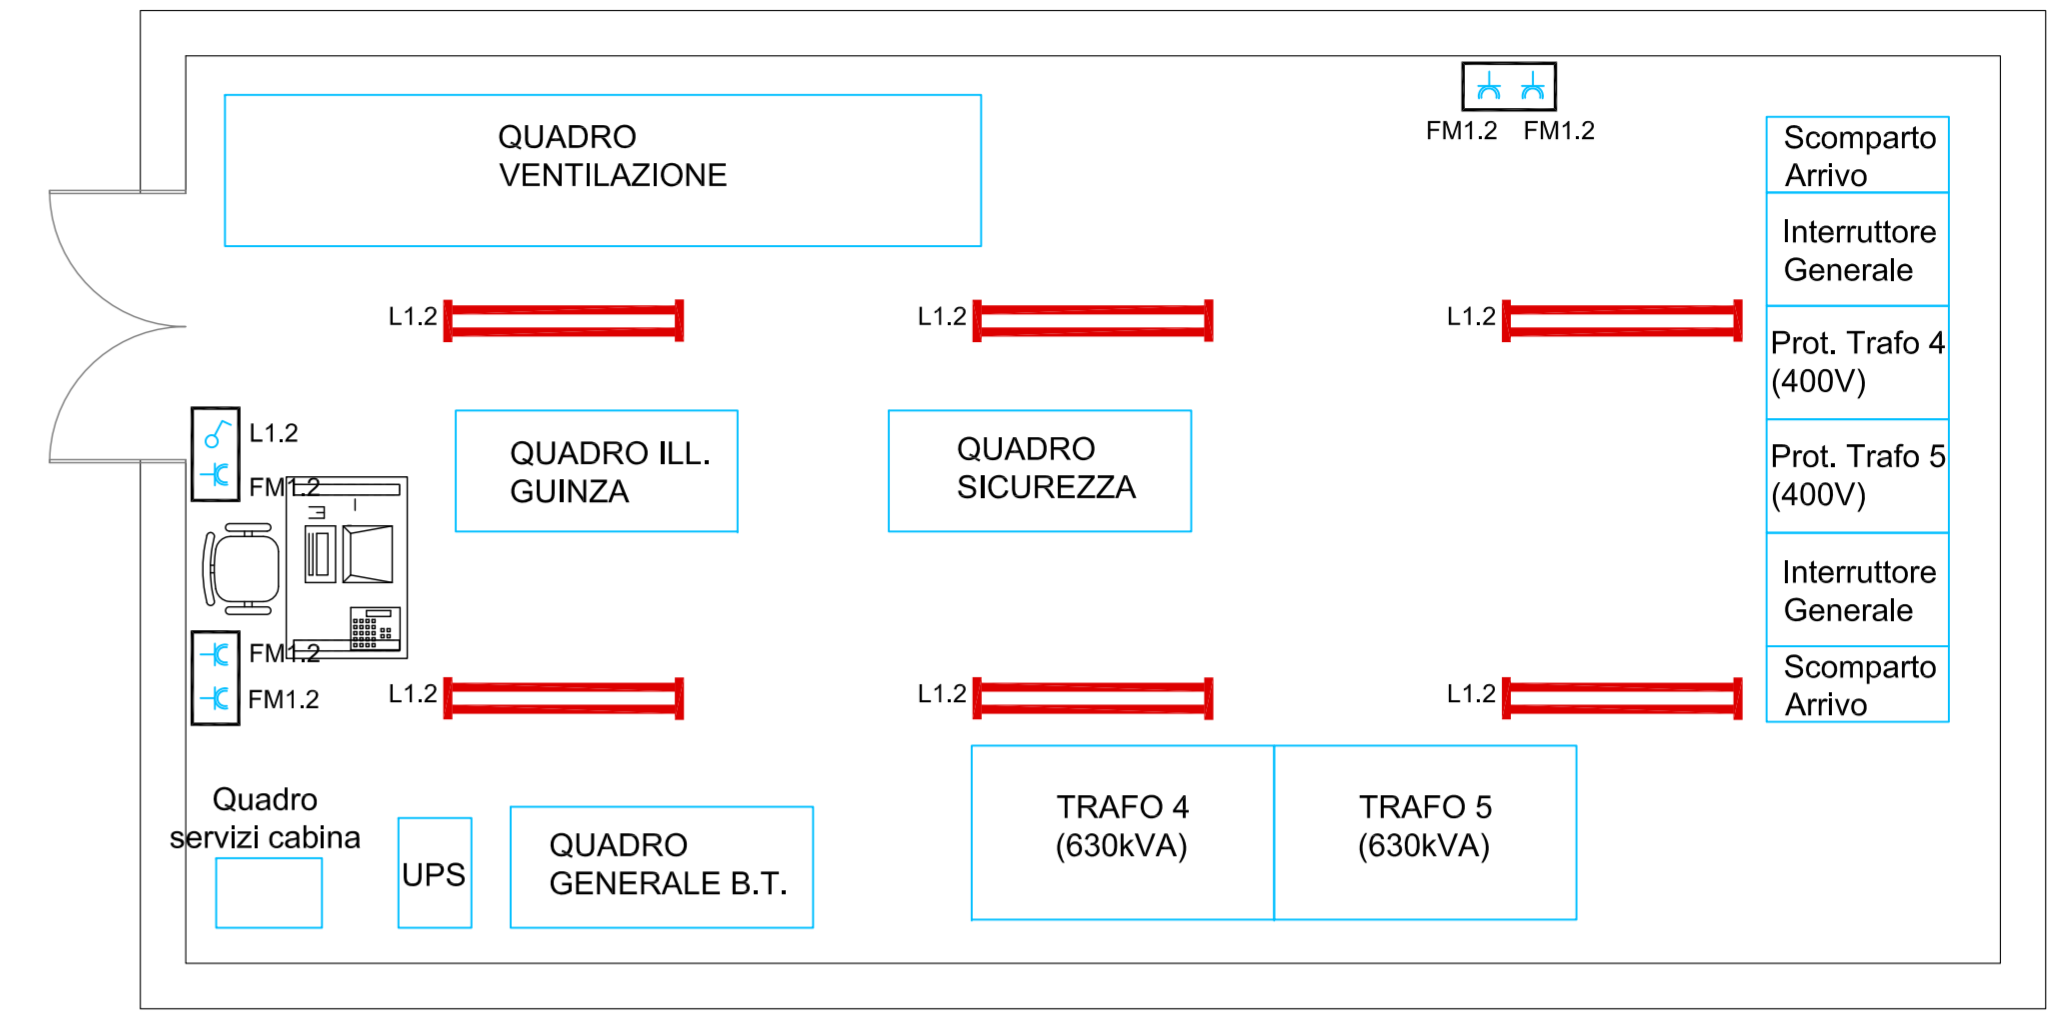 QUADRO
VENTILAZIONE
FM1.2 FM1.2
Scomparto
Arrivo
Interruttore
Generale
Prot. Trafo 4
(400V)
Prot. Trafo 5
(400V)
Interruttore
Generale
Scomparto
Arrivo
L1.2
L1.2
L1.2
L1.2
FM1.2
QUADRO ILL.
GUINZA
QUADRO
SICUREZZA
FM1.2
FM1.2
L1.2
L1.2
L1.2
Quadro
servizi cabina
UPS
QUADRO
GENERALE B.T.
TRAFO 4
(630kVA)
TRAFO 5
(630kVA)